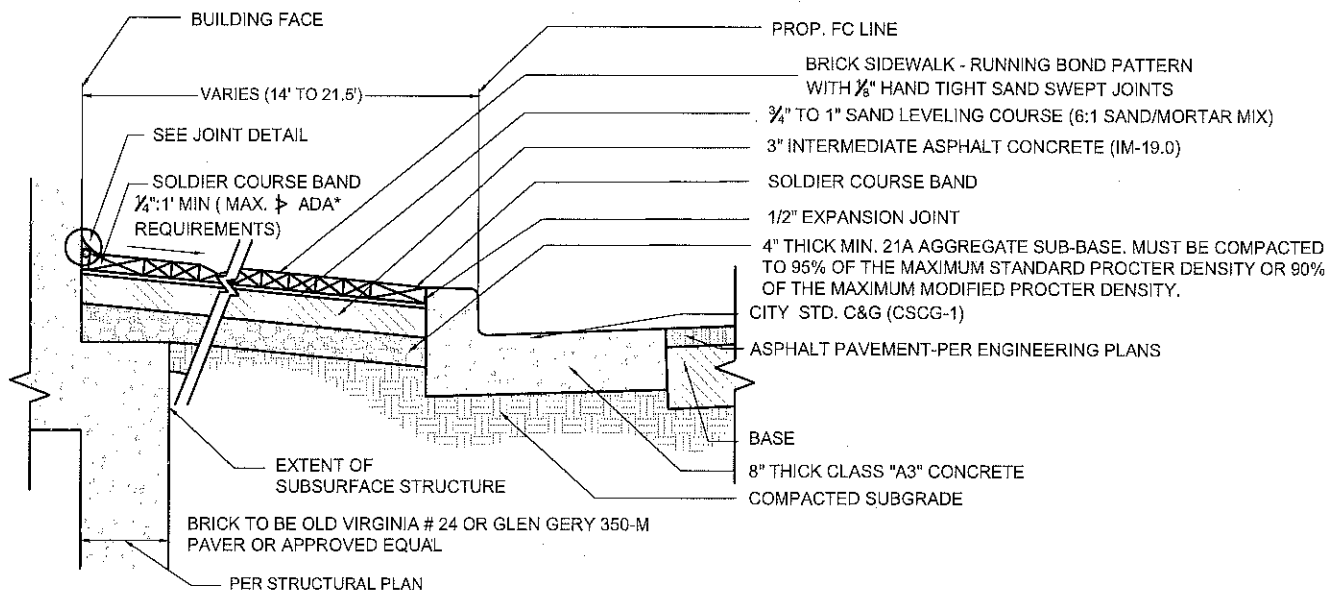 BUILDING FACE
PROP. FC LINE
BRICK SIDEWALK - RUNNING BOND PATTERN
WITH ⅛" HAND TIGHT SAND SWEPT JOINTS
VARIES (14' TO 21.5')
¾" TO 1" SAND LEVELING COURSE (6:1 SAND/MORTAR MIX)
SEE JOINT DETAIL
3" INTERMEDIATE ASPHALT CONCRETE (IM-19.0)
SOLDIER COURSE BAND
¼":1' MIN ( MAX. ADA*
REQUIREMENTS)
SOLDIER COURSE BAND
1/2" EXPANSION JOINT
4" THICK MIN. 21A AGGREGATE SUB-BASE. MUST BE COMPACTED
TO 95% OF THE MAXIMUM STANDARD PROCTER DENSITY OR 90%
OF THE MAXIMUM MODIFIED PROCTER DENSITY.
CITY STD. C&G (CSCG-1)
ASPHALT PAVEMENT-PER ENGINEERING PLANS
BASE
8" THICK CLASS "A3" CONCRETE
COMPACTED SUBGRADE
EXTENT OF
SUBSURFACE STRUCTURE
BRICK TO BE OLD VIRGINIA # 24 OR GLEN GERY 350-M
PAVER OR APPROVED EQUAL
PER STRUCTURAL PLAN